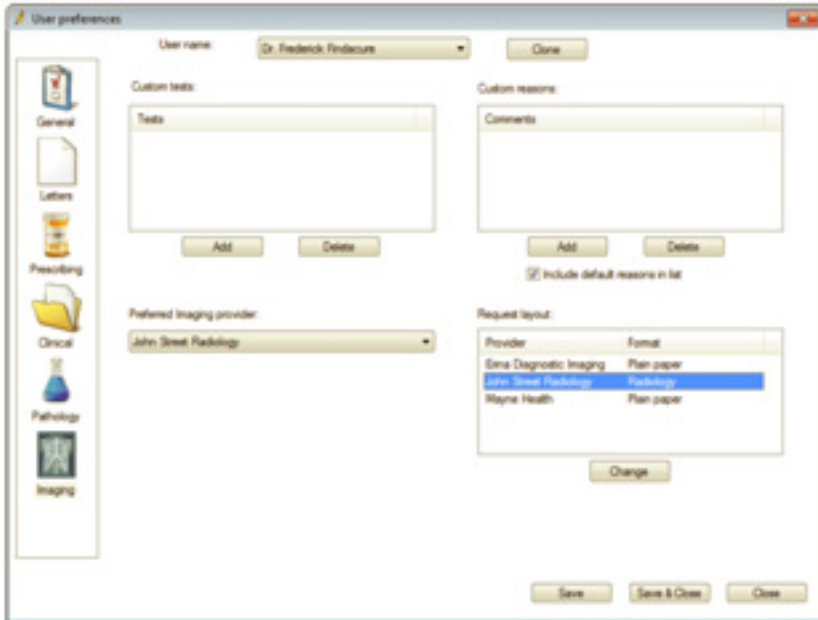 User preferences
User name:
Dr. Frederick Findacure
Clone
General
Letters
Prescribing
Clinical
Pathology
Imaging
Custom tests:
Tests
Add
Delete
Custom reasons:
Comments
Add
Delete
Include default reasons in list
Preferred Imaging provider:
John Street Radiology
Request layout:
Provider
Format
Diagnostic Imaging
Plain paper
John Street Radiology
Radiology
Wayne Health
Plain paper
Change
Save
Save & Close
Close